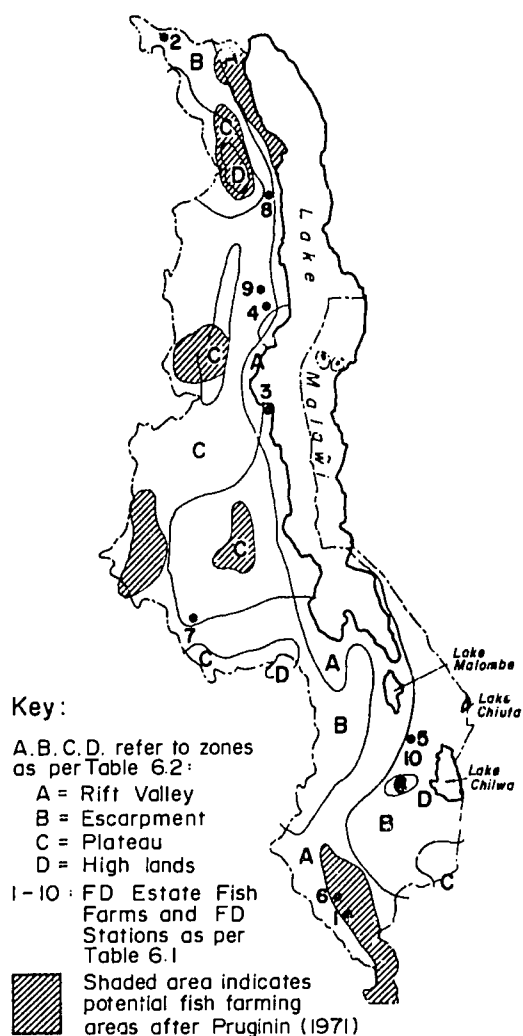 2
B
C
D
8
Lake
9
4
C
A
3
Malawi
C
C
7
C
D
A
B
Lake
Malombe
Lake
Chiuta
5
10
D
Lake
Chilwa
B
A
C
6
1
Key:
A.B.C.D. refer to zones
as per Table 6.2:
A = Rift Valley
B = Escarpment
C = Plateau
D = High lands
1-10: FD Estate Fish
Farms and FD
Stations as per
Table 6.1
Shaded area indicates
potential fish farming
areas after Pruginin (1971)